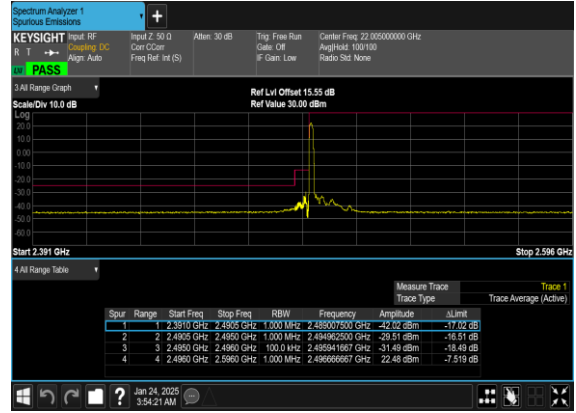 Spectrum Analyzer 1
Spurious Emissions
+
KEYSIGHT Input: RF Input Z: 50 Ω Atten: 30 dB Trig: Free Run Center Freq: 22.005000000 GHz
R T Coupling: DC Corr CCorr Gate: Off Avg|Hold: 100/100
Align: Auto Freq Ref: Int (S) IF Gain: Low Radio Std: None
PASS
3 All Range Graph
Ref Lvl Offset 15.55 dB
Scale/Div 10.0 dB Ref Value 30.00 dBm
Log
20.0
10.0
0.00
-10.0
-20.0
-30.0
-40.0
-50.0
-60.0
Start 2.391 GHz Stop 2.596 GHz
4 All Range Table
Measure Trace Trace 1
Trace Type Trace Average (Active)
Spur Range Start Freq Stop Freq RBW Frequency Amplitude ΔLimit
1 1 2.3910 GHz 2.4905 GHz 1.000 MHz 2.489007500 GHz -42.02 dBm -17.02 dB
2 2 2.4905 GHz 2.4950 GHz 1.000 MHz 2.494962500 GHz -29.51 dBm -16.51 dB
3 3 2.4950 GHz 2.4960 GHz 100.0 kHz 2.495941667 GHz -31.49 dBm -18.49 dB
4 4 2.4960 GHz 2.5960 GHz 1.000 MHz 2.496666667 GHz 22.48 dBm -7.519 dB
? Jan 24, 2025
3:54:21 AM